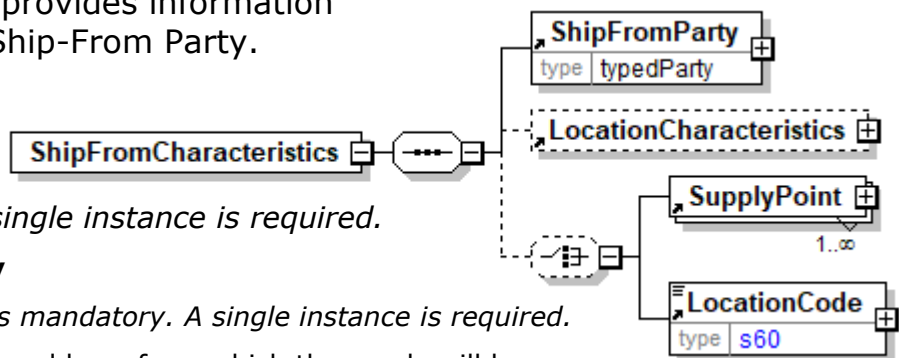 provides information
Ship-From Party.
ShipFromParty
type typedParty
LocationCharacteristics
ShipFromCharacteristics
single instance is required.
SupplyPoint
1..∞
s mandatory. A single instance is required.
LocationCode
type s60